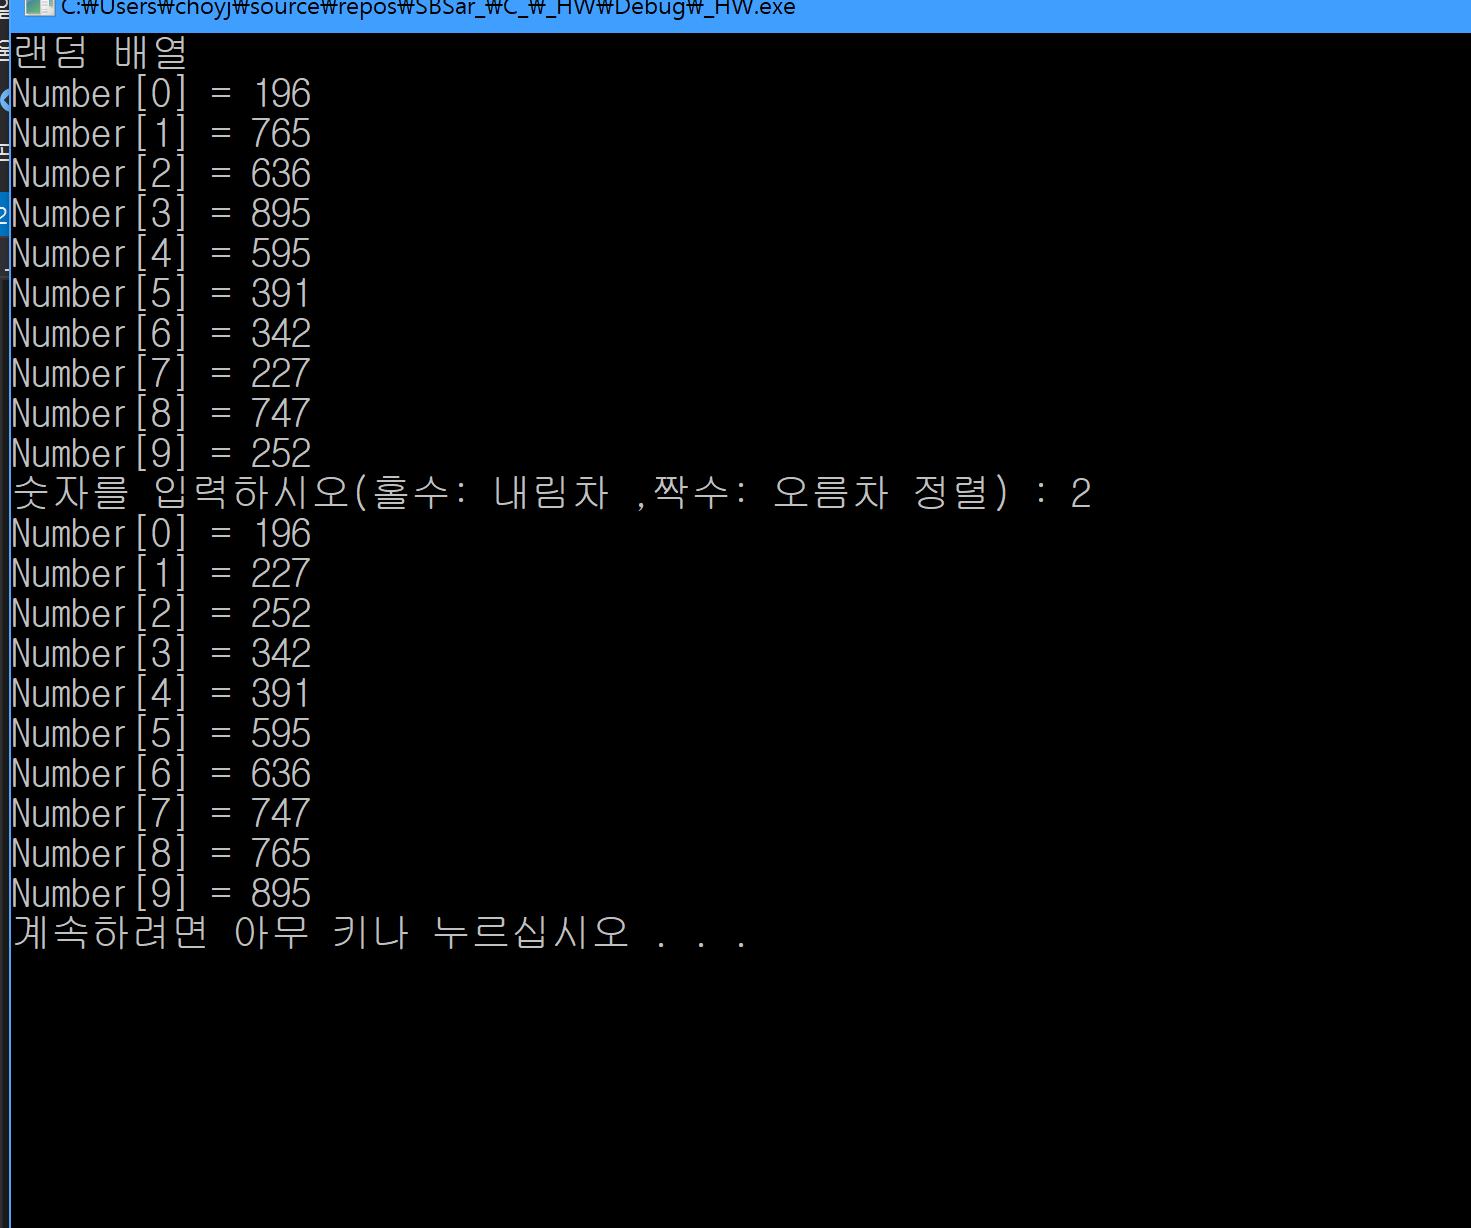 C:₩Users₩choyj₩source₩repos₩SBSar_₩C_₩_HW₩Debug₩_HW.exe
랜덤 배열
Number[0] = 196
Number[1] = 765
Number[2] = 636
Number[3] = 895
Number[4] = 595
Number[5] = 391
Number[6] = 342
Number[7] = 227
Number[8] = 747
Number[9] = 252
숫자를 입력하시오(홀수: 내림차 ,짝수: 오름차 정렬) : 2
Number[0] = 196
Number[1] = 227
Number[2] = 252
Number[3] = 342
Number[4] = 391
Number[5] = 595
Number[6] = 636
Number[7] = 747
Number[8] = 765
Number[9] = 895
계속하려면 아무 키나 누르십시오 . . .